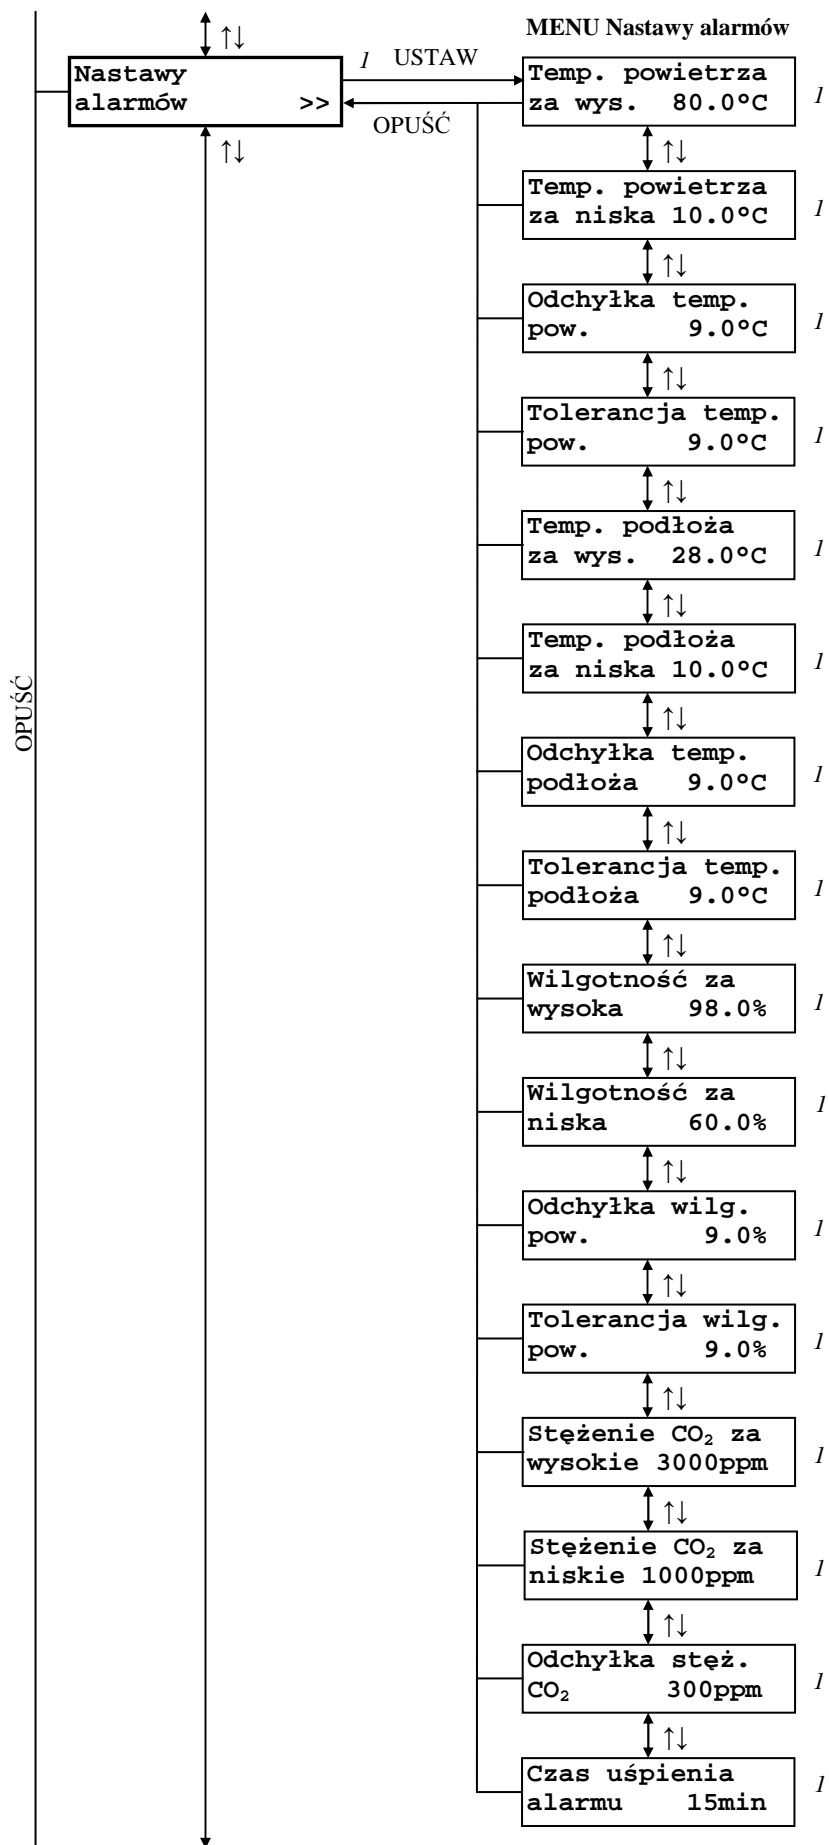 MENU Nastawy alarmów
↑↓
Nastawy
alarmów >>
1 USTAW
OPUŚĆ
↑↓
Temp. powietrza
za wys. 80.0°C
1
↑↓
Temp. powietrza
za niska 10.0°C
1
↑↓
Odchyłka temp.
pow. 9.0°C
1
↑↓
Tolerancja temp.
pow. 9.0°C
1
↑↓
Temp. podłoża
za wys. 28.0°C
1
↑↓
Temp. podłoża
za niska 10.0°C
1
↑↓
OPUŚĆ
Odchyłka temp.
podłoża 9.0°C
1
↑↓
Tolerancja temp.
podłoża 9.0°C
1
↑↓
Wilgotność za
wysoka 98.0%
1
↑↓
Wilgotność za
niska 60.0%
1
↑↓
Odchyłka wilg.
pow. 9.0%
1
↑↓
Tolerancja wilg.
pow. 9.0%
1
↑↓
Stężenie CO₂ za
wysokie 3000ppm
1
↑↓
Stężenie CO₂ za
niskie 1000ppm
1
↑↓
Odchyłka stęż.
CO₂ 300ppm
1
↑↓
Czas uśpienia
alarmu 15min
1